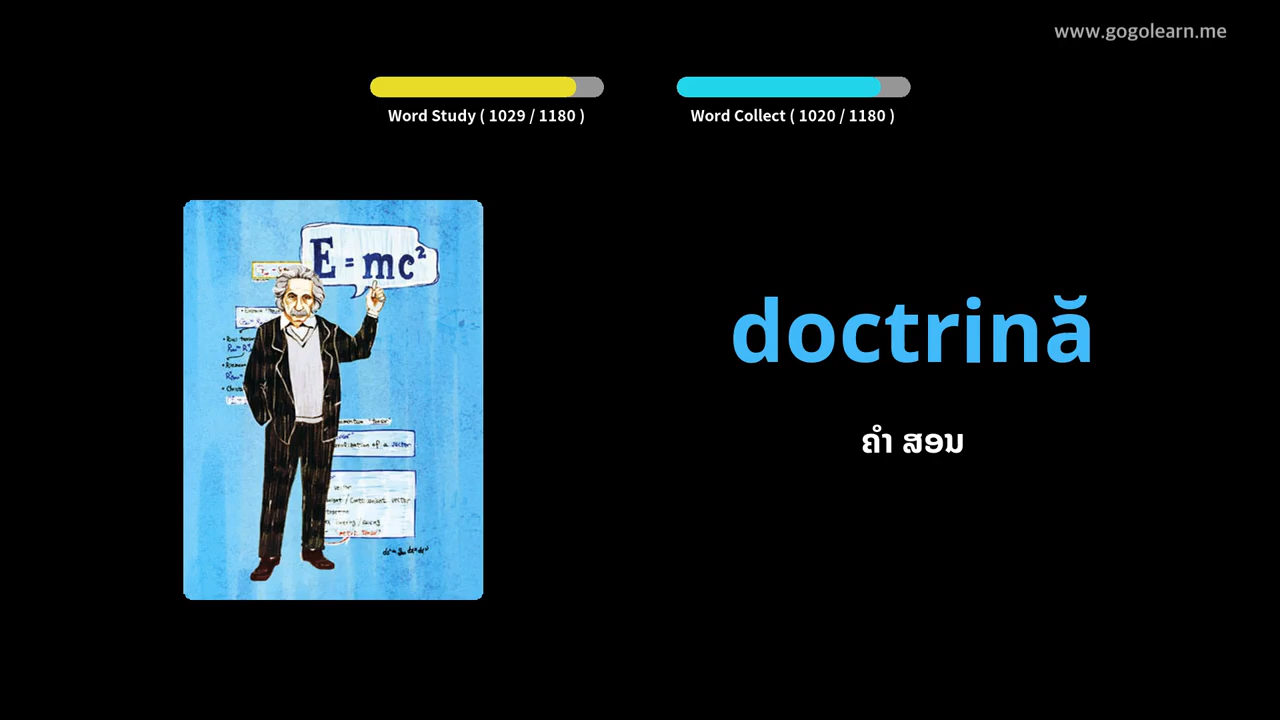 www.gogolearn.me
Word Study ( 1029 / 1180 )
Word Collect ( 1020 / 1180 )
E = mc²
doctrină
ຄຳ ສອນ